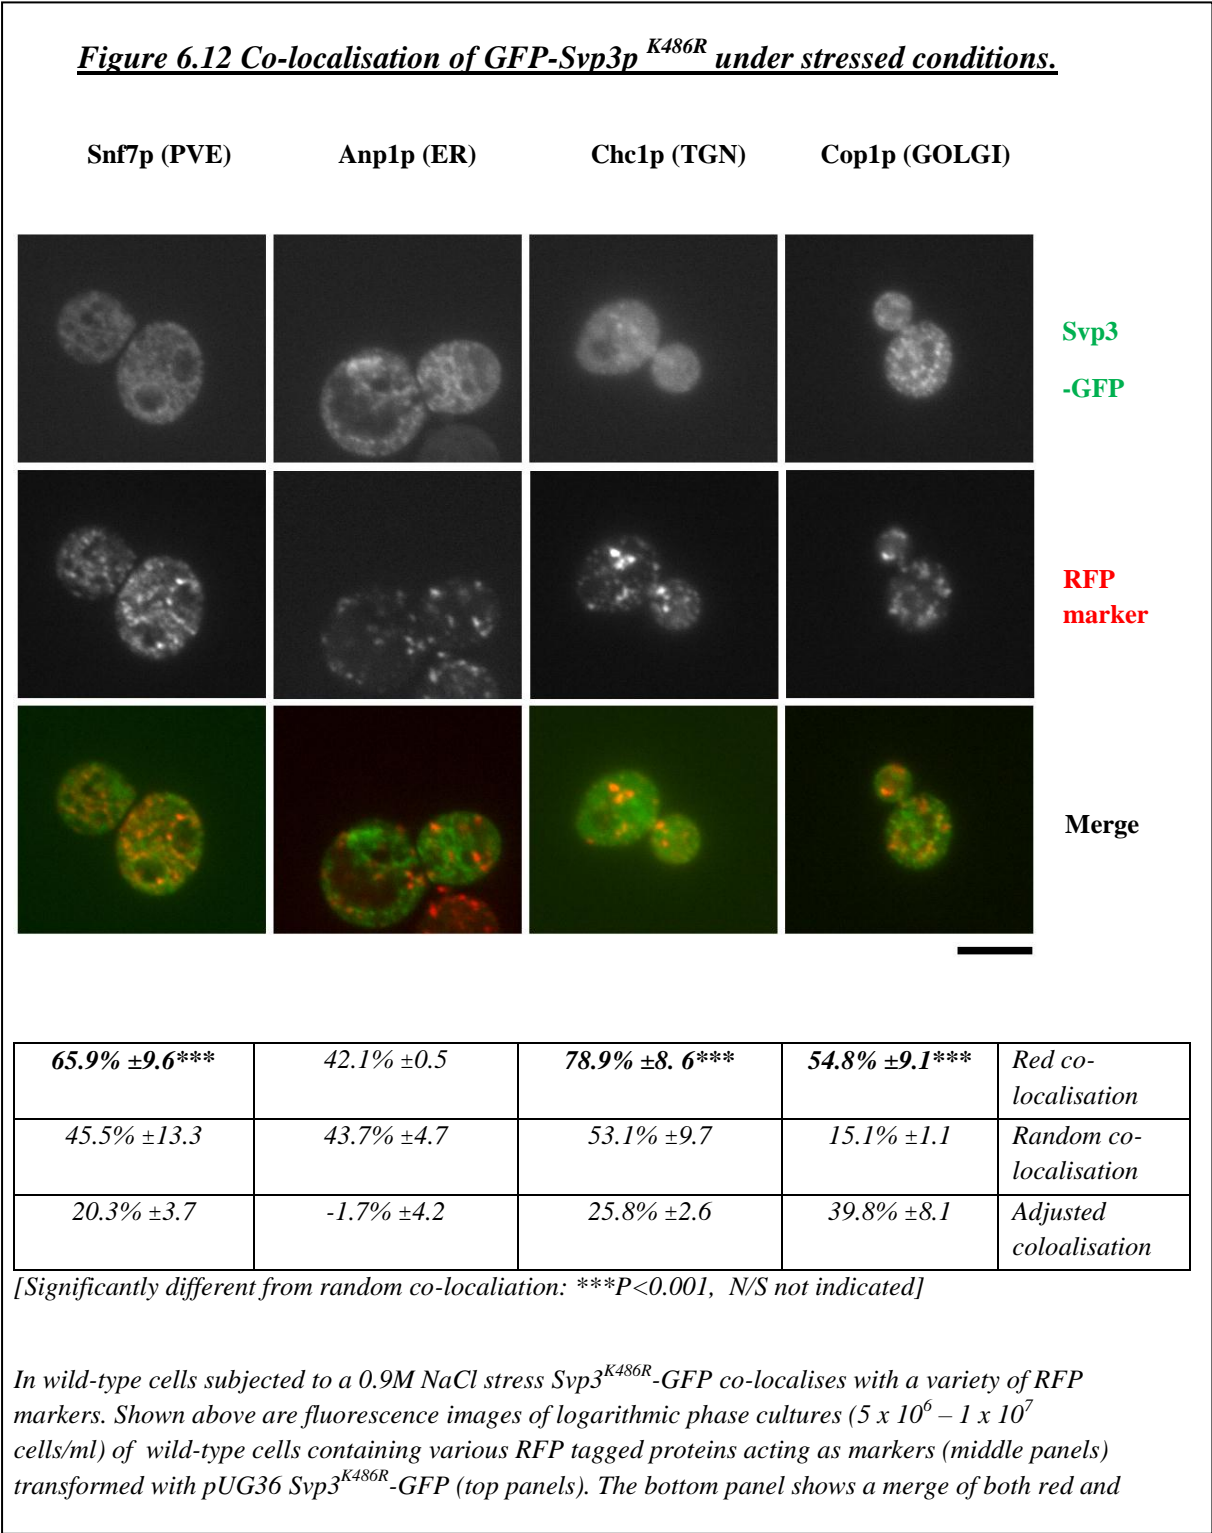 Figure 6.12 Co-localisation of GFP-Svp3p K486R under stressed conditions.
Snf7p (PVE) Anp1p (ER) Chc1p (TGN) Cop1p (GOLGI)
Svp3
-GFP
RFP
marker
Merge
65.9% ±9.6*** 42.1% ±0.5 78.9% ±8. 6*** 54.8% ±9.1*** Red co-
localisation
45.5% ±13.3 43.7% ±4.7 53.1% ±9.7 15.1% ±1.1 Random co-
localisation
20.3% ±3.7 -1.7% ±4.2 25.8% ±2.6 39.8% ±8.1 Adjusted
coloalisation
[Significantly different from random co-localiation: ***P<0.001, N/S not indicated]
In wild-type cells subjected to a 0.9M NaCl stress Svp3K486R-GFP co-localises with a variety of RFP
markers. Shown above are fluorescence images of logarithmic phase cultures (5 x 106 – 1 x 107
cells/ml) of wild-type cells containing various RFP tagged proteins acting as markers (middle panels)
transformed with pUG36 Svp3K486R-GFP (top panels). The bottom panel shows a merge of both red and